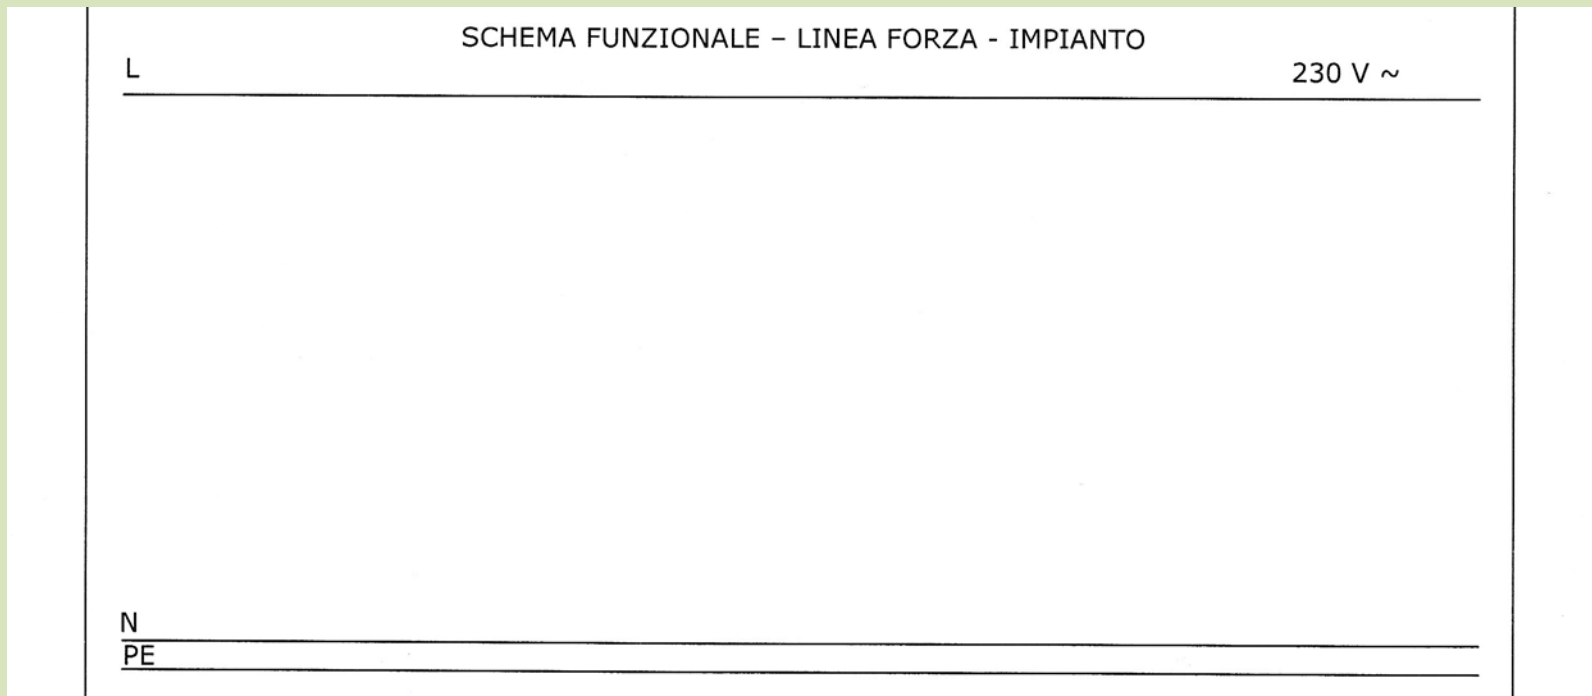 SCHEMA FUNZIONALE – LINEA FORZA - IMPIANTO
L
230 V ~
N
PE